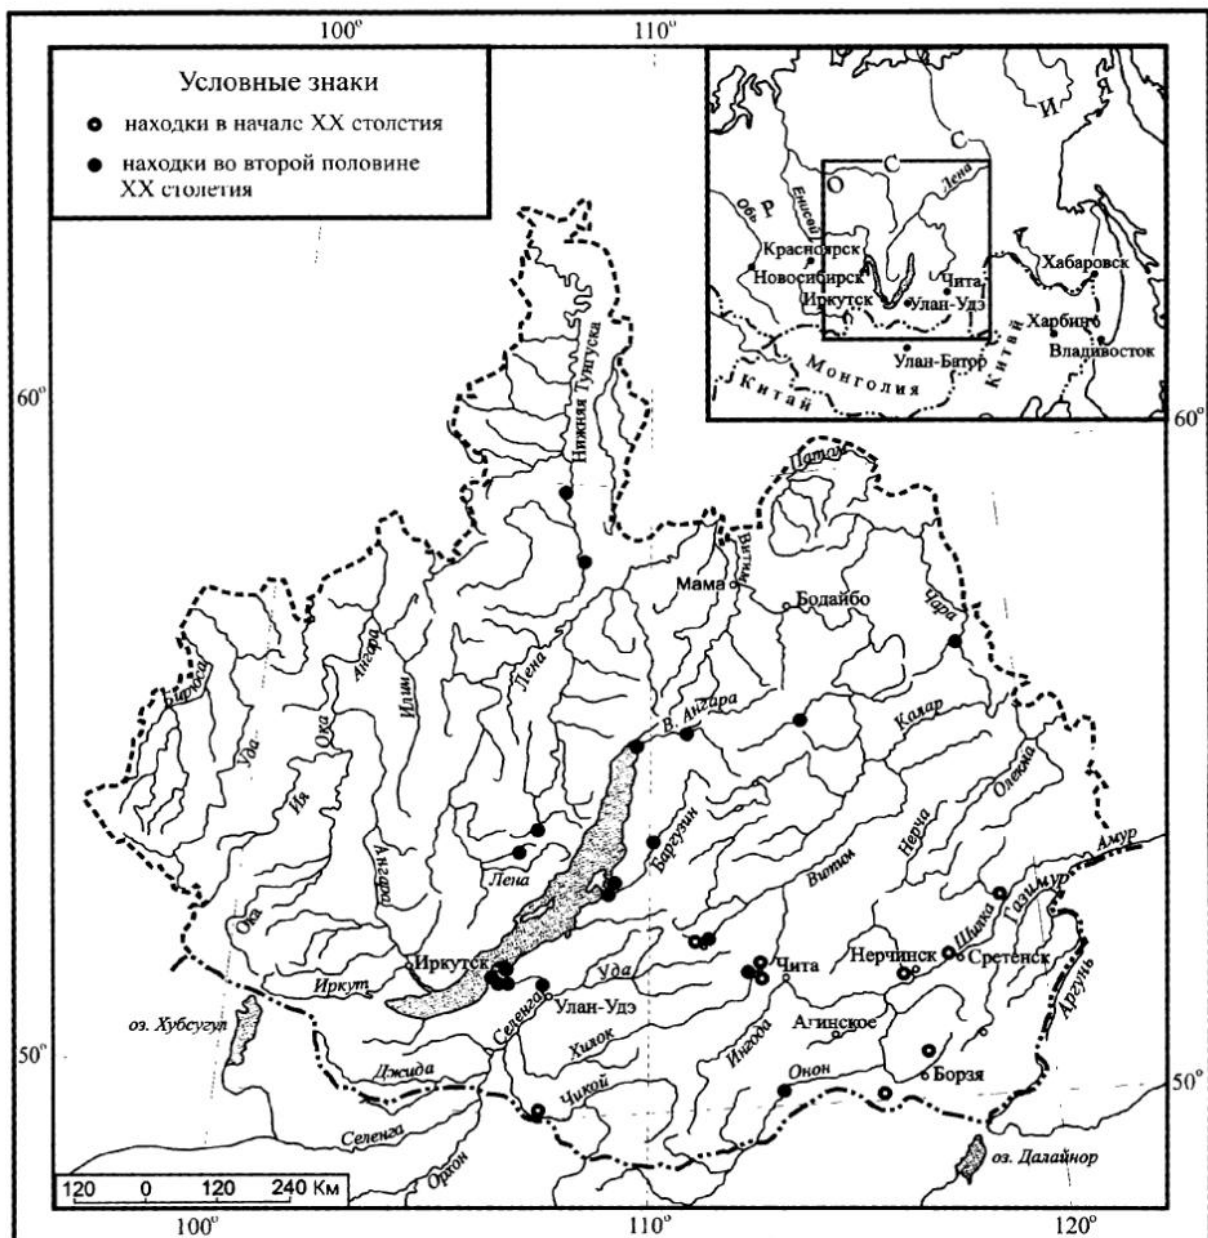 100°
110°
Условные знаки
находки в начале XX столетия
находки во второй половине
XX столетия
Р
О
С
С
И
Я
Обь
Енисей
Лена
Красноярск
Новосибирск
Иркутск
Чита
Улан-Удэ
Хабаровск
Харбин
Владивосток
Улан-Батор
Монголия
Китай
Китай
60°
60°
Нижняя Тунгуска
Патом
Витим
Мама
Бодайбо
Чара
Бирюса
Уда
Ока
Ангара
Илим
Лена
В. Ангара
Калар
Олекма
Ия
Баргузин
Нерча
Ангара
Лена
Витим
Амур
Ока
Газимур
Шилка
Иркутск
Иркут
Уда
Чита
Нерчинск
Сретенск
Аргунь
оз. Хубсугул
Селенга
Улан-Удэ
Хилок
Ингода
Агинское
50°
Джида
Чикой
Онон
Борзя
50°
Селенга
Орхон
оз. Далайнор
120 0 120 240 Км
100°
110°
120°